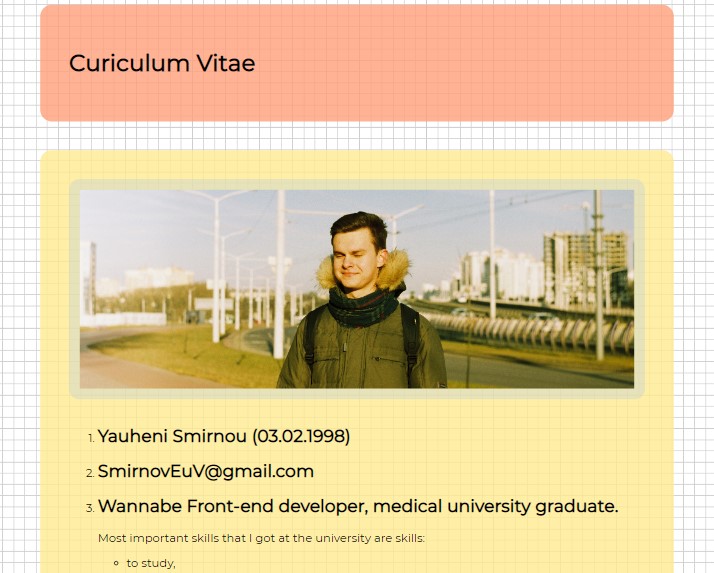 Curiculum Vitae
1. Yauheni Smirnou (03.02.1998)
2. SmirnovEuV@gmail.com
3. Wannabe Front-end developer, medical university graduate.
Most important skills that I got at the university are skills:
to study,